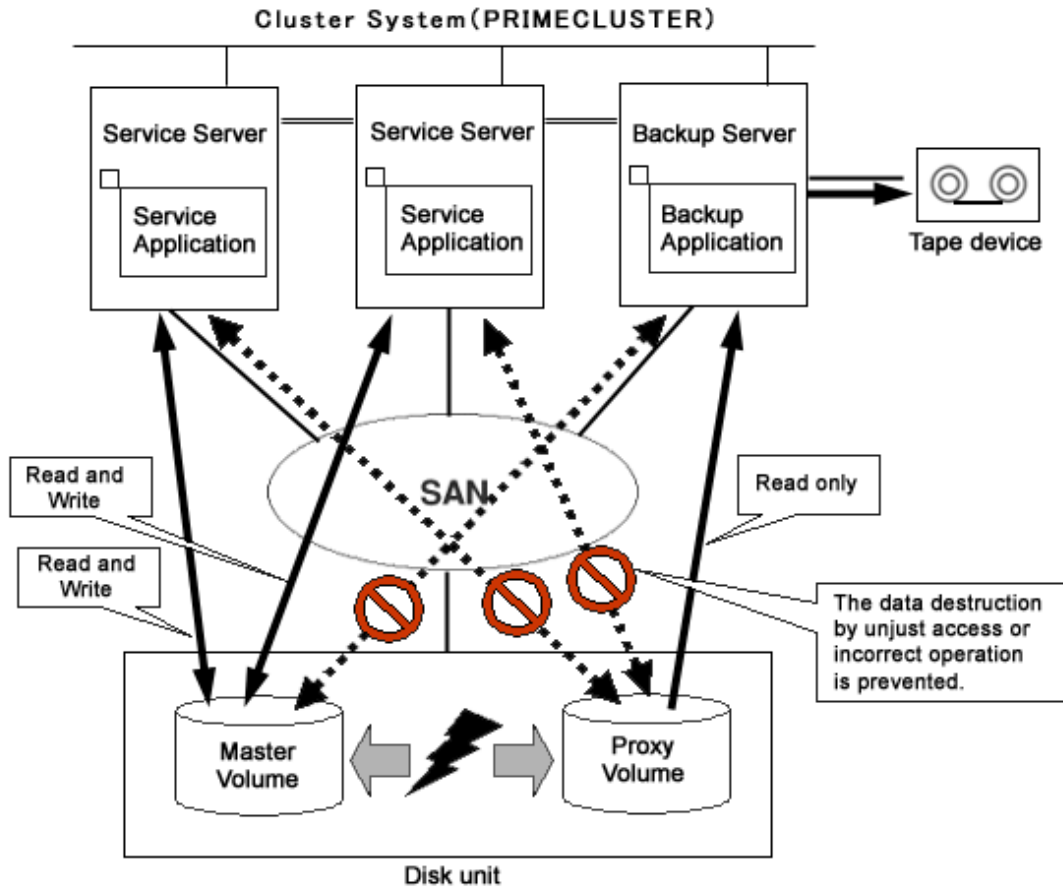 Cluster System(PRIMECLUSTER)
Service Server
Service
Application
Service Server
Service
Application
Backup Server
Backup
Application
Tape device
SAN
Read and
Write
Read and
Write
Read only
The data destruction
by unjust access or
incorrect operation
is prevented.
Master
Volume
Proxy
Volume
Disk unit